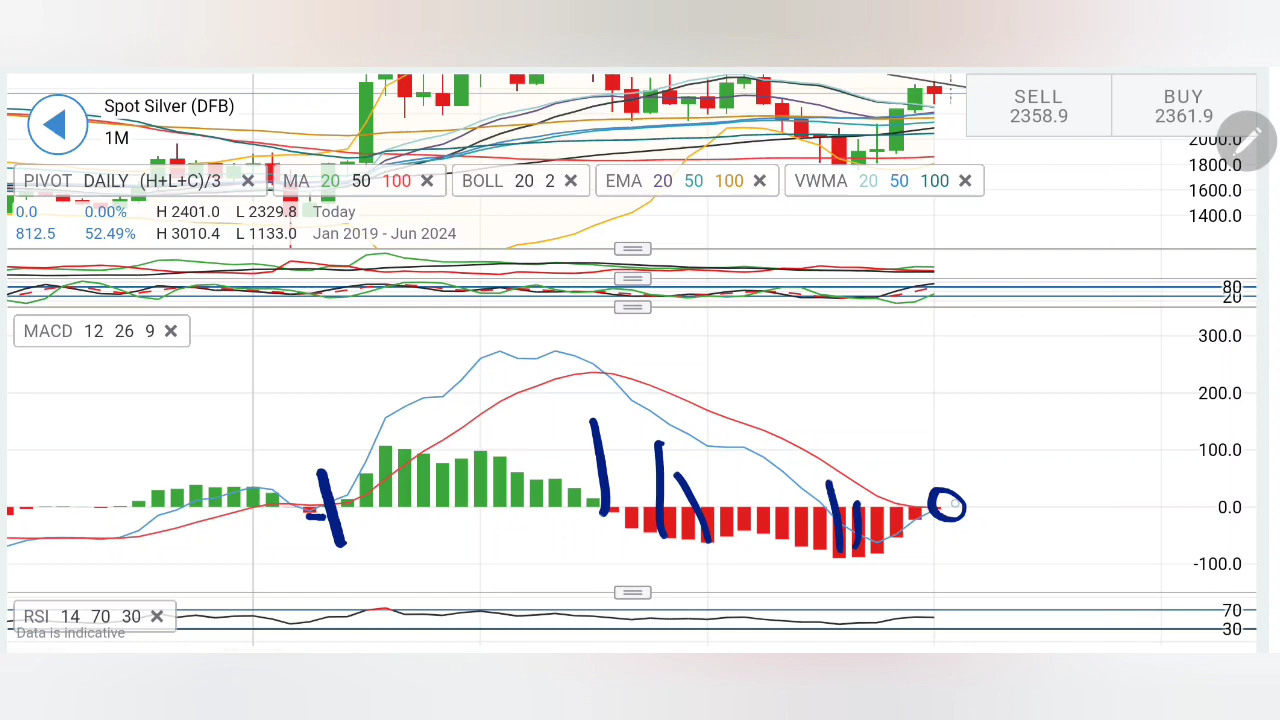 Spot Silver (DFB)
1M
SELL
2358.9
BUY
2361.9
2000.0
1800.0
1600.0
1400.0
PIVOT DAILY (H+L+C)/3 ×
MA 20 50 100 ×
BOLL 20 2 ×
EMA 20 50 100 ×
VWMA 20 50 100 ×
0.0 0.00% H 2401.0 L 2329.8 Today
812.5 52.49% H 3010.4 L 1133.0 Jan 2019 - Jun 2024
80
20
MACD 12 26 9 ×
300.0
200.0
100.0
0.0
-100.0
RSI 14 70 30 ×
70
30
Data is indicative